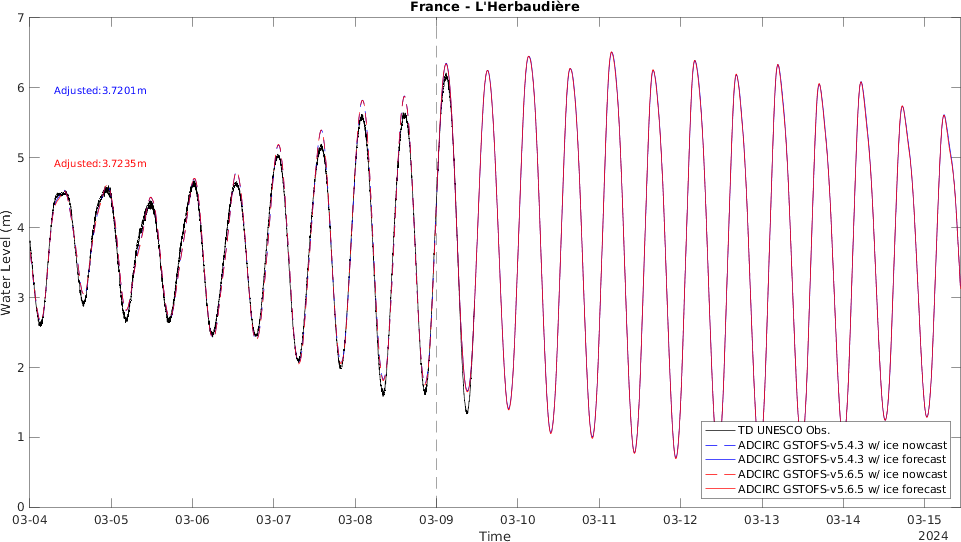 France - L'Herbaudière
7
6
5
4
3
2
1
0
Water Level (m)
Adjusted:3.7201m
Adjusted:3.7235m
TD UNESCO Obs.
ADCIRC GSTOFS-v5.4.3 w/ ice nowcast
ADCIRC GSTOFS-v5.4.3 w/ ice forecast
ADCIRC GSTOFS-v5.6.5 w/ ice nowcast
ADCIRC GSTOFS-v5.6.5 w/ ice forecast
03-04 03-05 03-06 03-07 03-08 03-09 03-10 03-11 03-12 03-13 03-14 03-15
Time
2024